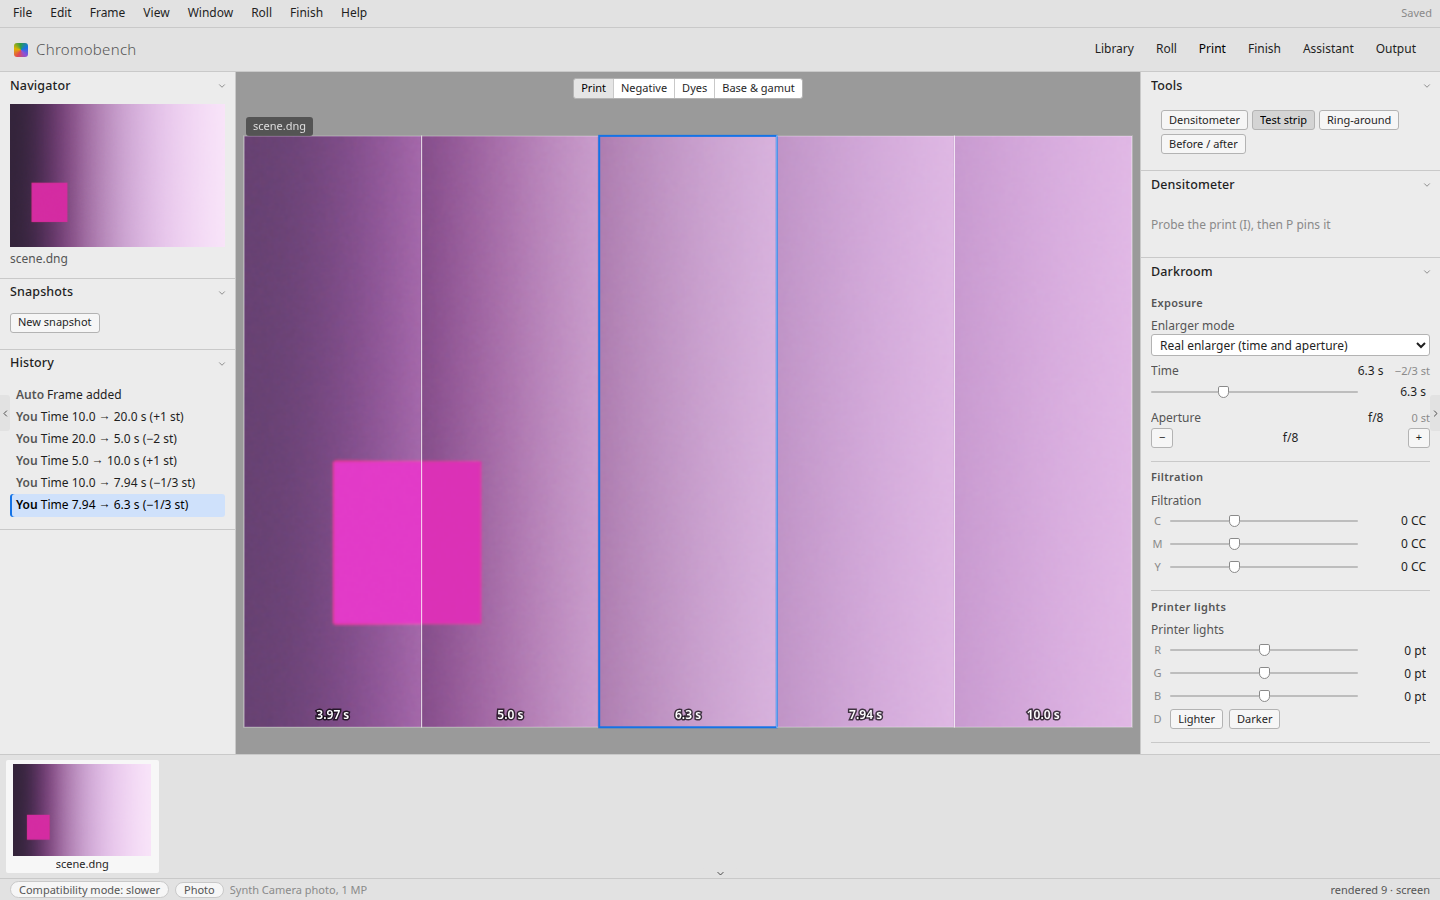 File Edit Frame View Window Roll Finish Help Saved
Chromobench Library Roll Print Finish Assistant Output
Navigator
scene.dng
Snapshots
New snapshot
History
Auto Frame added
You Time 10.0 → 20.0 s (+1 st)
You Time 20.0 → 5.0 s (−2 st)
You Time 5.0 → 10.0 s (+1 st)
You Time 10.0 → 7.94 s (−1/3 st)
You Time 7.94 → 6.3 s (−1/3 st)
Print Negative Dyes Base & gamut
scene.dng
3.97 s 5.0 s 6.3 s 7.94 s 10.0 s
Tools
Densitometer Test strip Ring-around
Before / after
Densitometer
Probe the print (I), then P pins it
Darkroom
Exposure
Enlarger mode
Real enlarger (time and aperture)
Time 6.3 s −2/3 st
6.3 s
Aperture f/8 0 st
− f/8 +
Filtration
Filtration
C 0 CC
M 0 CC
Y 0 CC
Printer lights
Printer lights
R 0 pt
G 0 pt
B 0 pt
D Lighter Darker
scene.dng
Compatibility mode: slower Photo Synth Camera photo, 1 MP rendered 9 · screen